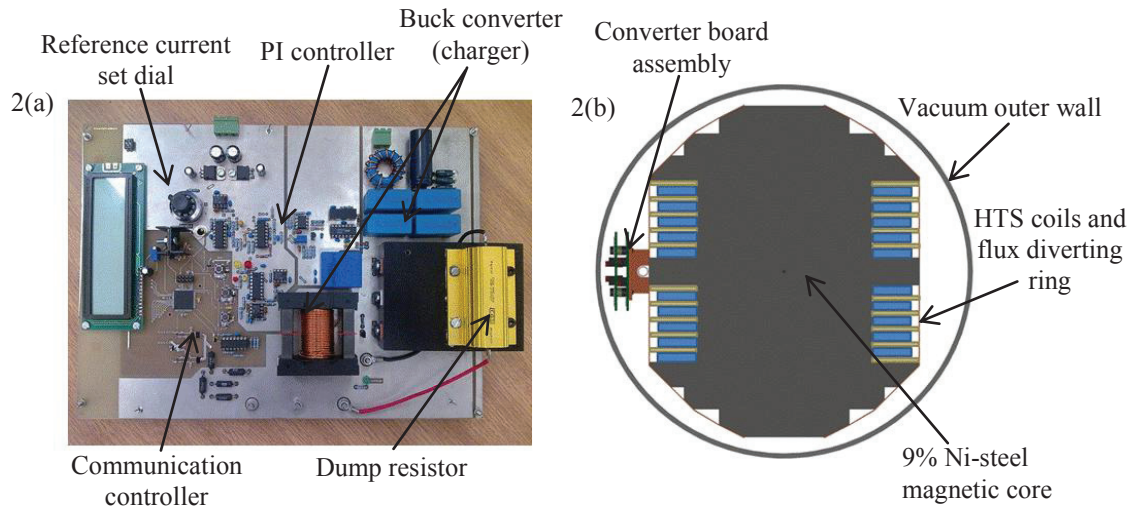 2(a)
Reference current
set dial
PI controller
Buck converter
(charger)
Communication
controller
Dump resistor
2(b)
Converter board
assembly
Vacuum outer wall
HTS coils and
flux diverting
ring
9% Ni-steel
magnetic core